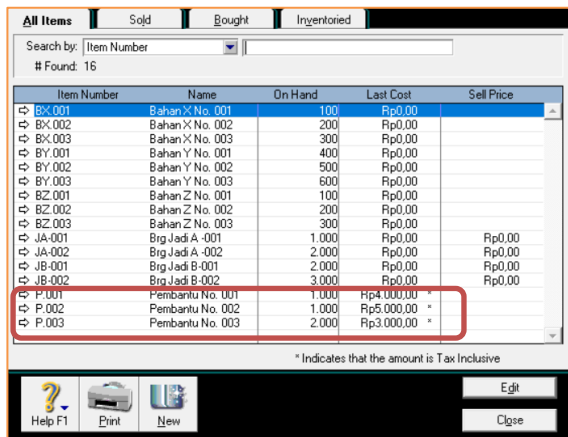 All Items Sold Bought Inventoried
Search by: Item Number
# Found: 16
Item Number Name On Hand Last Cost Sell Price
BX.001 Bahan X No. 001 100 Rp0,00
BX.002 Bahan X No. 002 200 Rp0,00
BX.003 Bahan X No. 003 300 Rp0,00
BY.001 Bahan Y No. 001 400 Rp0,00
BY.002 Bahan Y No. 002 500 Rp0,00
BY.003 Bahan Y No. 003 600 Rp0,00
BZ.001 Bahan Z No. 001 100 Rp0,00
BZ.002 Bahan Z No. 002 200 Rp0,00
BZ.003 Bahan Z No. 003 300 Rp0,00
JA-001 Brg Jadi A -001 1.000 Rp0,00 Rp0,00
JA-002 Brg Jadi A -002 2.000 Rp0,00 Rp0,00
JB-001 Brg Jadi B-001 2.000 Rp0,00 Rp0,00
JB-002 Brg Jadi B-002 3.000 Rp0,00 Rp0,00
P.001 Pembantu No. 001 1.000 Rp4.000,00 *
P.002 Pembantu No. 002 1.000 Rp5.000,00 *
P.003 Pembantu No. 003 2.000 Rp3.000,00 *
* Indicates that the amount is Tax Inclusive
Edit
Help F1 Print New Close